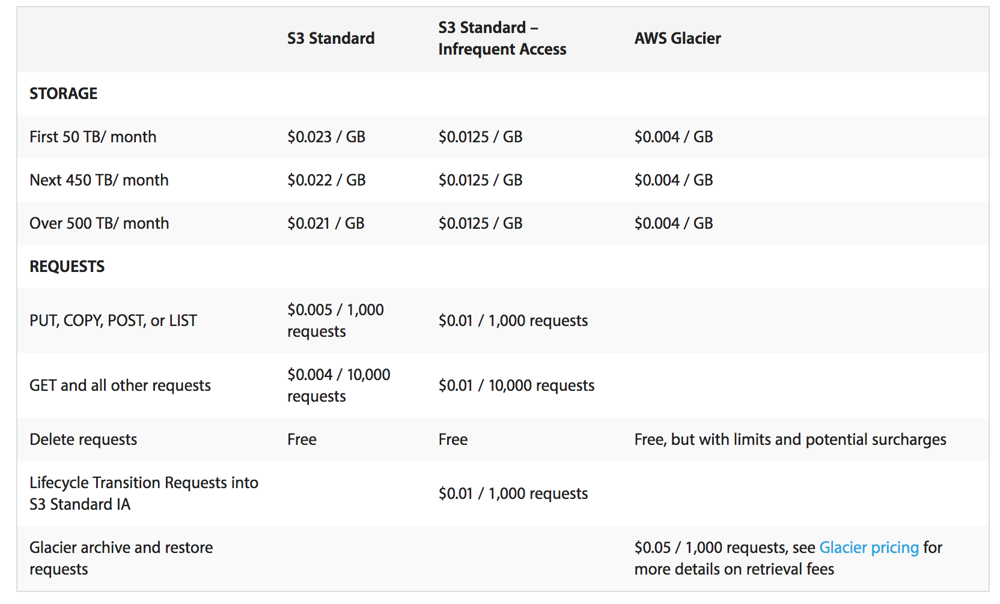 S3 Standard
S3 Standard –
Infrequent Access
AWS Glacier
STORAGE
First 50 TB/ month $0.023 / GB $0.0125 / GB $0.004 / GB
Next 450 TB/ month $0.022 / GB $0.0125 / GB $0.004 / GB
Over 500 TB/ month $0.021 / GB $0.0125 / GB $0.004 / GB
REQUESTS
PUT, COPY, POST, or LIST
$0.005 / 1,000
requests
$0.01 / 1,000 requests
GET and all other requests
$0.004 / 10,000
requests
$0.01 / 10,000 requests
Delete requests Free Free Free, but with limits and potential surcharges
Lifecycle Transition Requests into
S3 Standard IA
$0.01 / 1,000 requests
Glacier archive and restore
requests
$0.05 / 1,000 requests, see Glacier pricing for
more details on retrieval fees